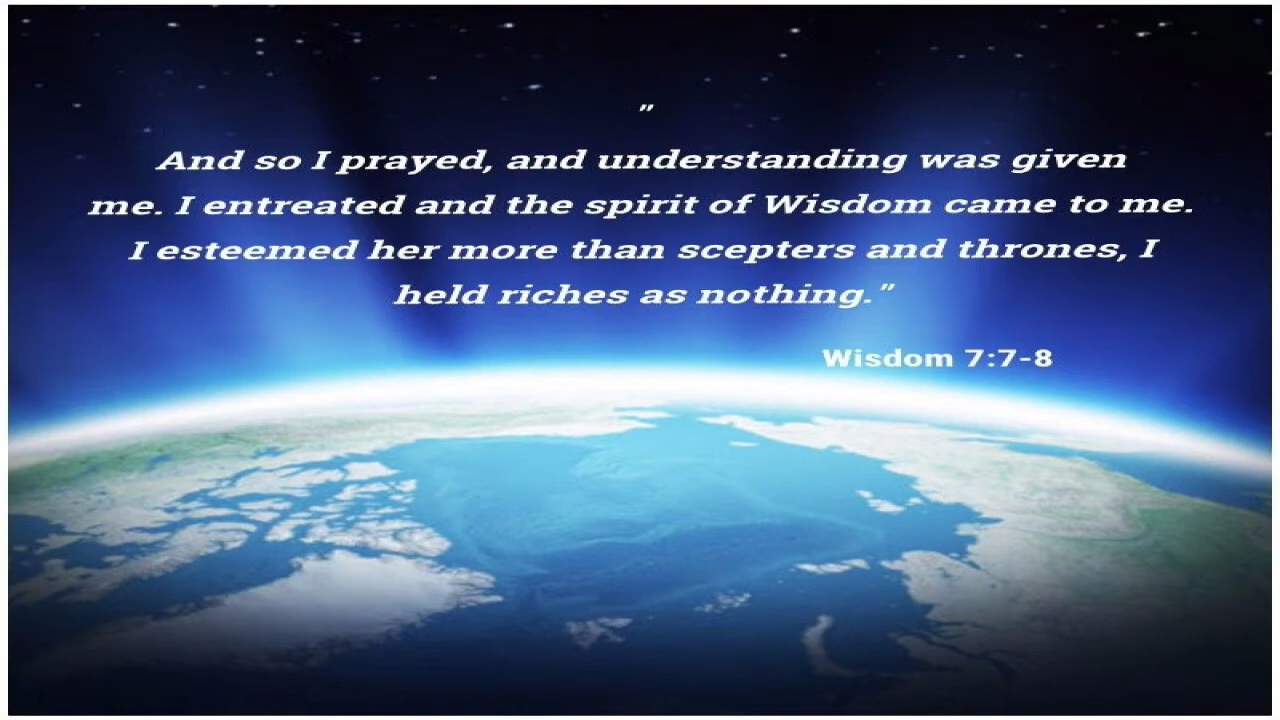 "
And so I prayed, and understanding was given
me. I entreated and the spirit of Wisdom came to me.
I esteemed her more than scepters and thrones, I
held riches as nothing."
Wisdom 7:7-8